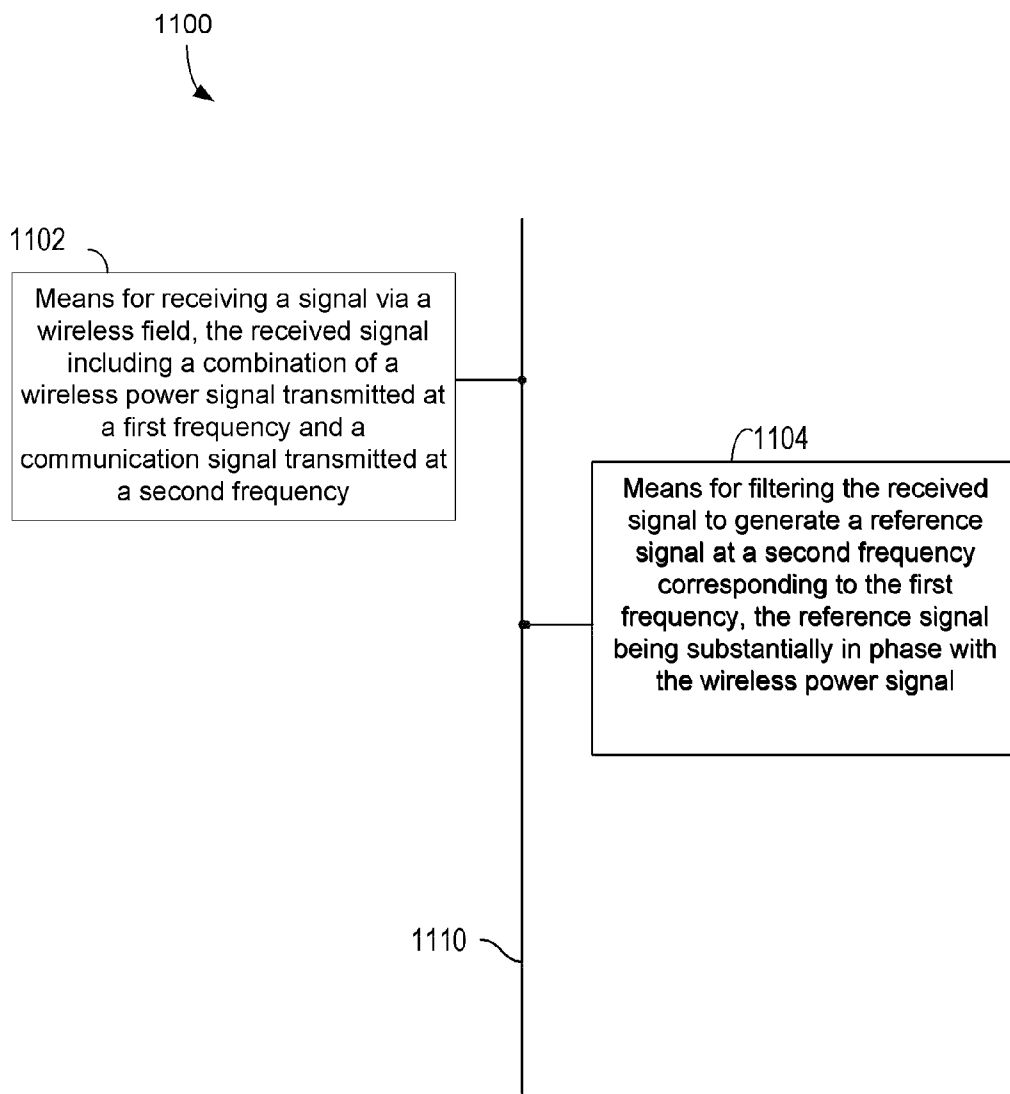 1100
1102
Means for receiving a signal via a
wireless field, the received signal
including a combination of a
wireless power signal transmitted at
a first frequency and a
communication signal transmitted at
a second frequency
1104
Means for filtering the received
signal to generate a reference
signal at a second frequency
corresponding to the first
frequency, the reference signal
being substantially in phase with
the wireless power signal
1110